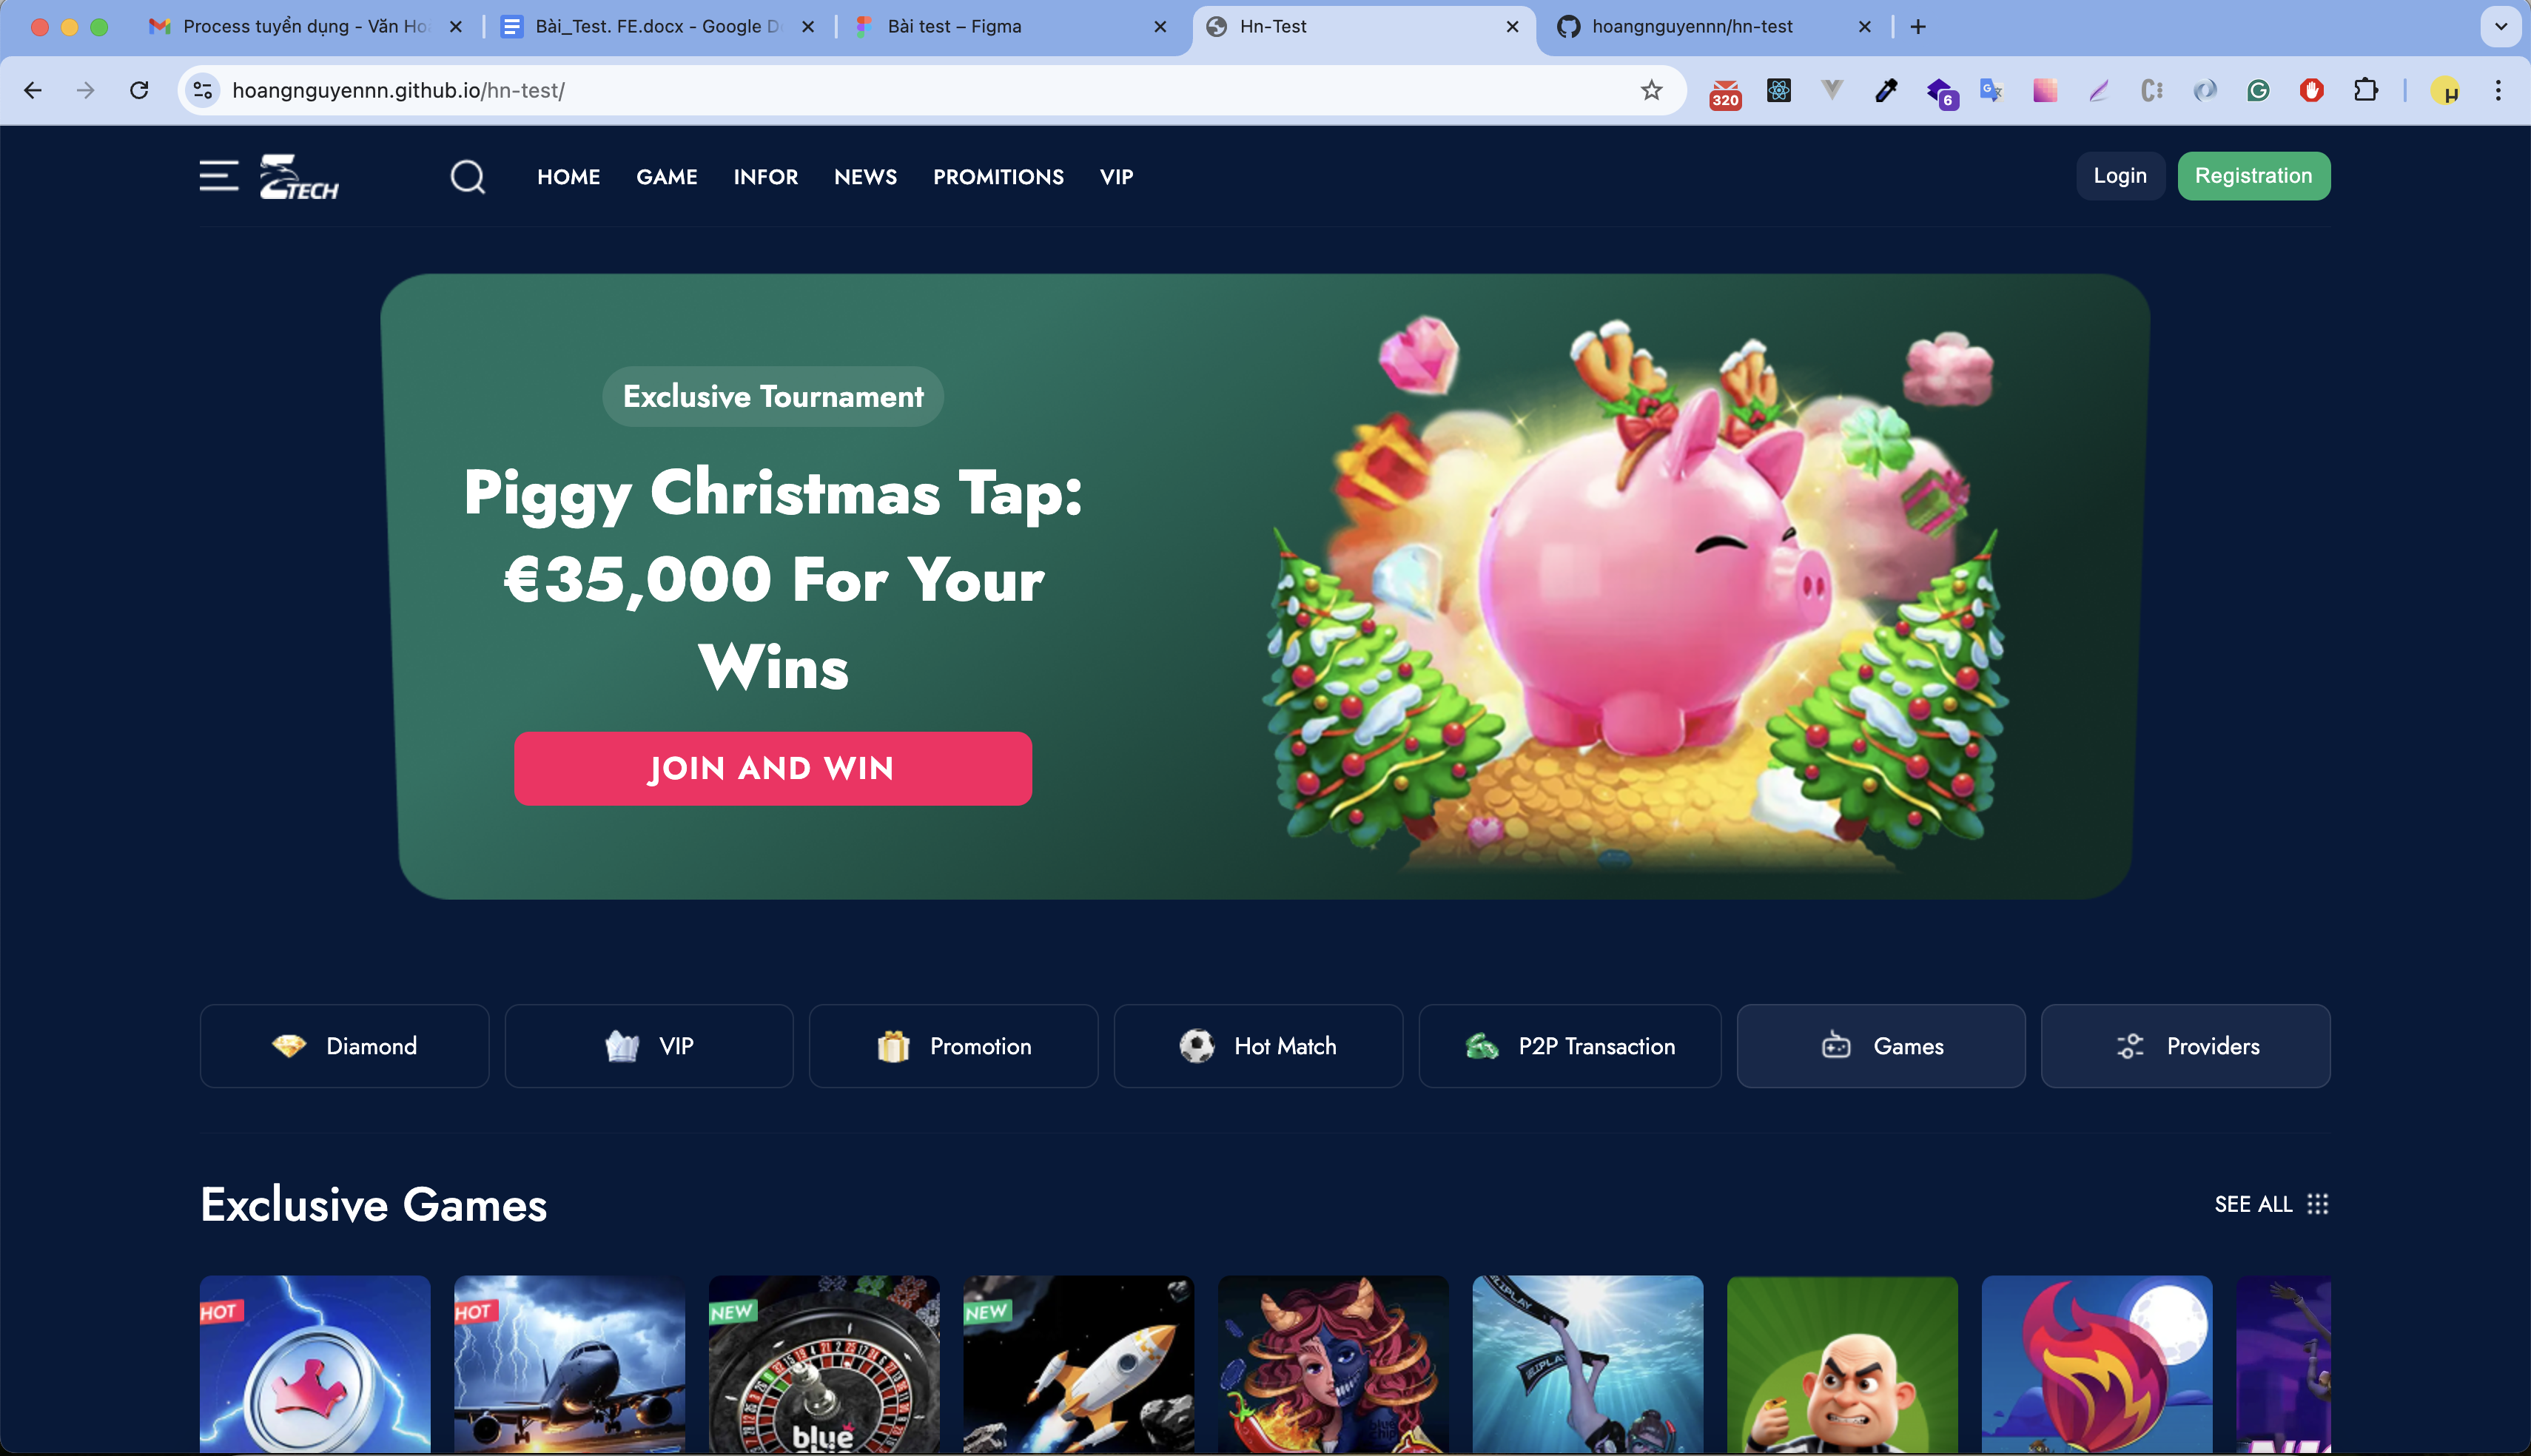 Process tuyển dụng - Văn Ho
Bài_Test. FE.docx - Google D
Bài test – Figma
Hn-Test
hoangnguyennn/hn-test
hoangnguyennn.github.io/hn-test/
320
6
TECH
HOME
GAME
INFOR
NEWS
PROMITIONS
VIP
Login
Registration
Exclusive Tournament
Piggy Christmas Tap:
€35,000 For Your
Wins
JOIN AND WIN
Diamond
VIP
Promotion
Hot Match
P2P Transaction
Games
Providers
Exclusive Games
SEE ALL
HOT
HOT
NEW
NEW
blue